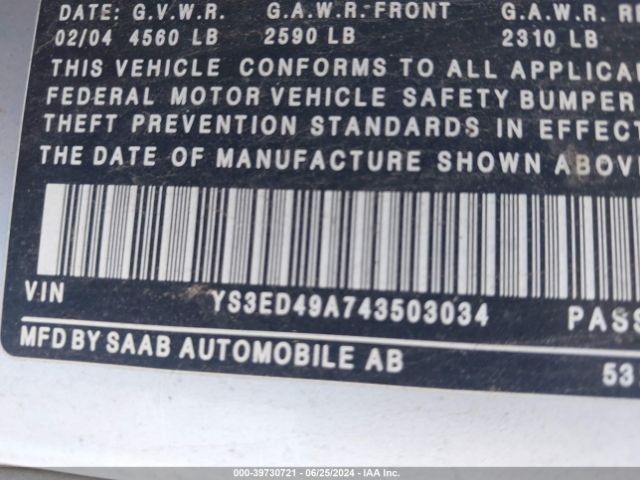 DATE: G.V.W.R. G.A.W.R. FRONT G.A.W.R. RE
02/04 4560 LB 2590 LB 2310 LB
THIS VEHICLE CONFORMS TO ALL APPLICA
FEDERAL MOTOR VEHICLE SAFETY BUMPER
THEFT PREVENTION STANDARDS IN EFFECT
THE DATE OF MANUFACTURE SHOWN ABOVE
VIN YS3ED49A743503034 PASS
MFD BY SAAB AUTOMOBILE AB 53
000-39730721 | 06/25/2024 - IAA Inc.